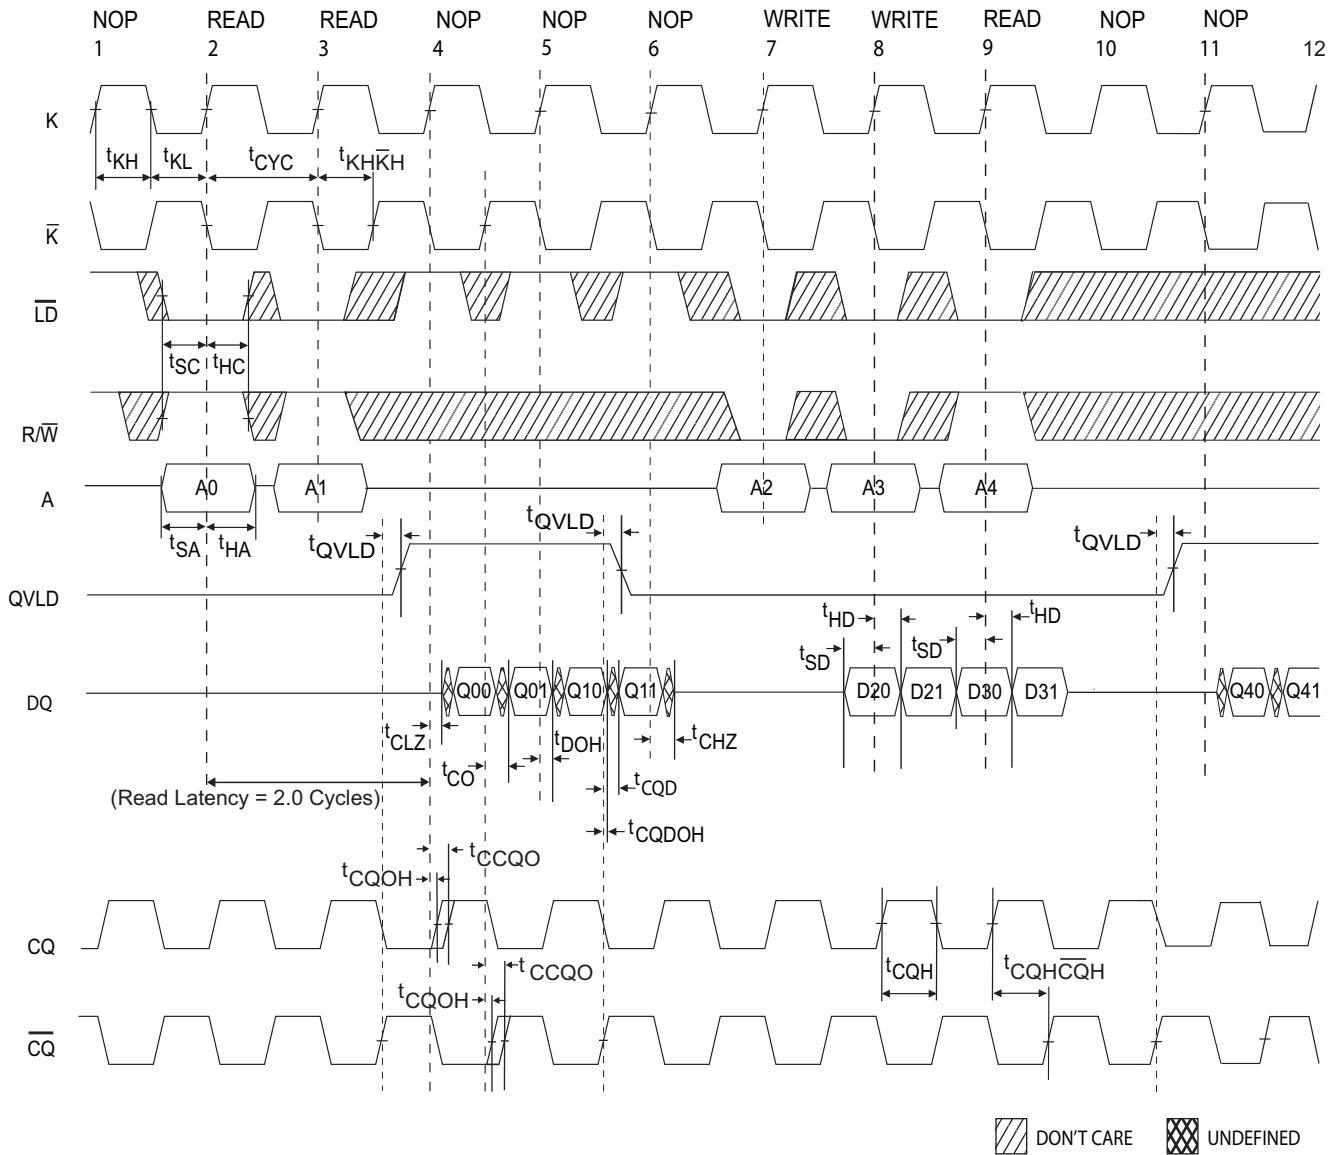 NOP READ READ NOP NOP NOP WRITE WRITE READ NOP NOP
1 2 3 4 5 6 7 8 9 10 11 12
K
tKH tKL tCYC tKHK̅H
K̅
L̅D̅
tSC tHC
R/W̅
A A0 A1 A2 A3 A4
tSA tHA tQVLD tQVLD tQVLD
QVLD
tHD tHD
tSD tSD
DQ Q00 Q01 Q10 Q11 D20 D21 D30 D31 Q40 Q41
tCLZ tDOH tCHZ
tCO tCQD
(Read Latency = 2.0 Cycles)
tCQDOH
tCCQO
tCQOH
CQ
tCCQO tCQH tCQHC̅Q̅H
tCQOH
C̅Q̅
DON'T CARE UNDEFINED